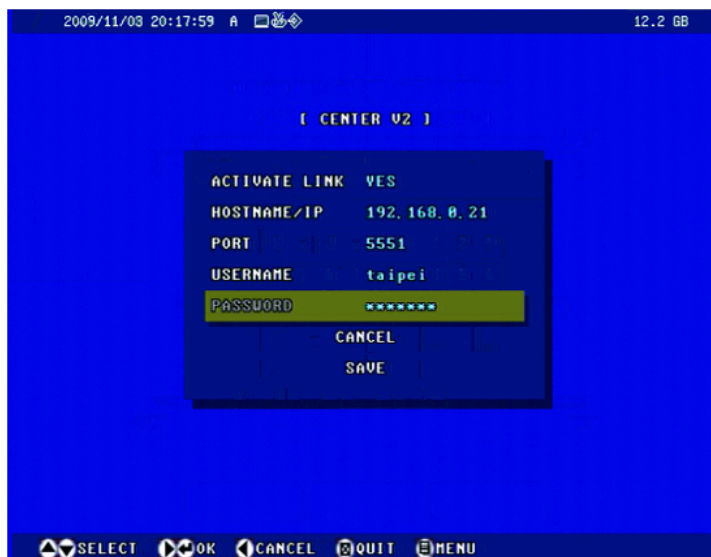 2009/11/03 20:17:59 A 12.2 GB
[ CENTER V2 ]
ACTIVATE LINK YES
HOSTNAME/IP 192.168.0.21
PORT 5551
USERNAME taipei
PASSWORD *******
CANCEL
SAVE
SELECT OK CANCEL QUIT MENU